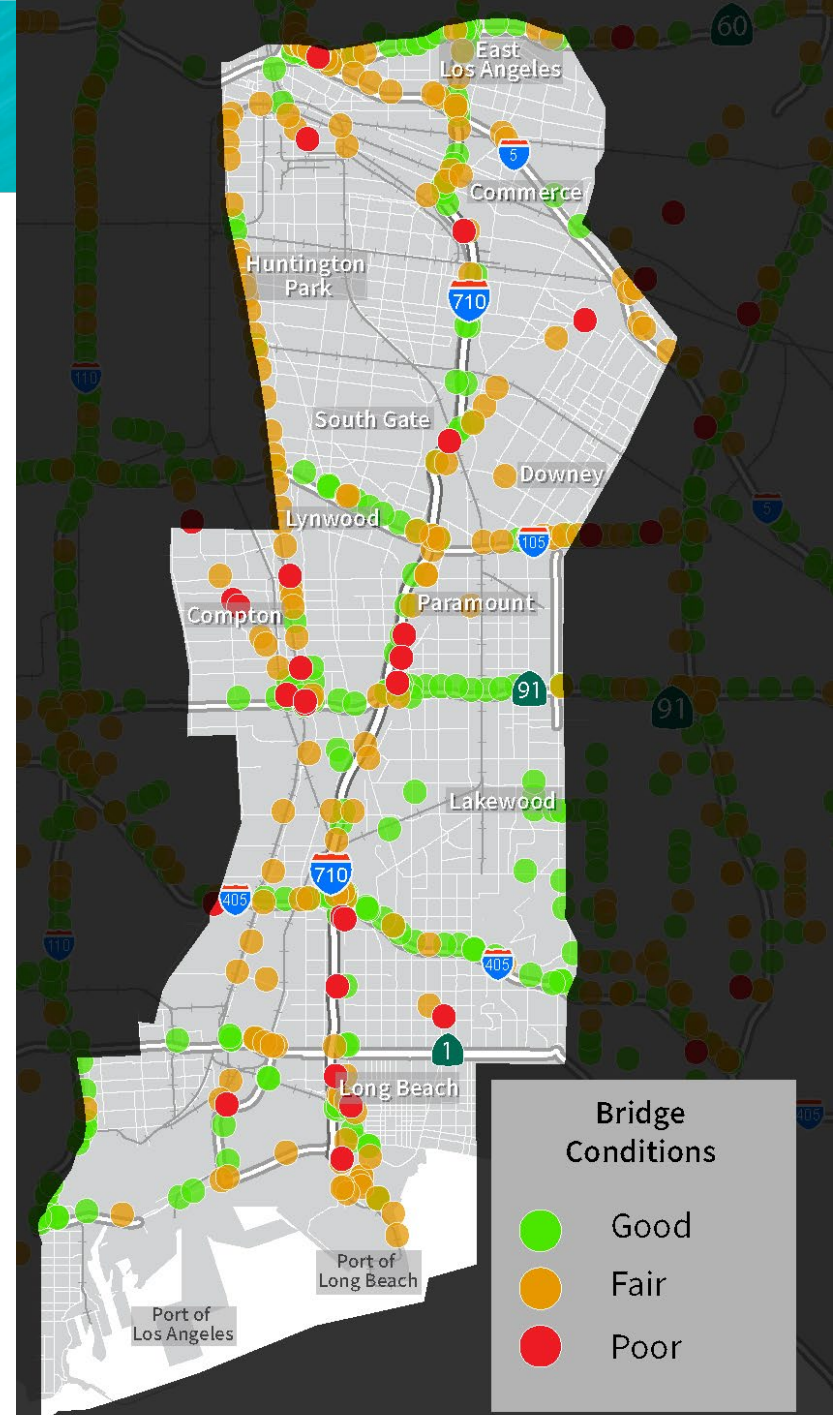 60
East
Los Angeles
5
Commerce
Huntington
Park
710
110
South Gate
Downey
5
Lynwood
105
Compton
Paramount
91
91
Lakewood
710
405
110
405
1
Long Beach
405
Port of
Long Beach
Port of
Los Angeles
Bridge
Conditions
Good
Fair
Poor